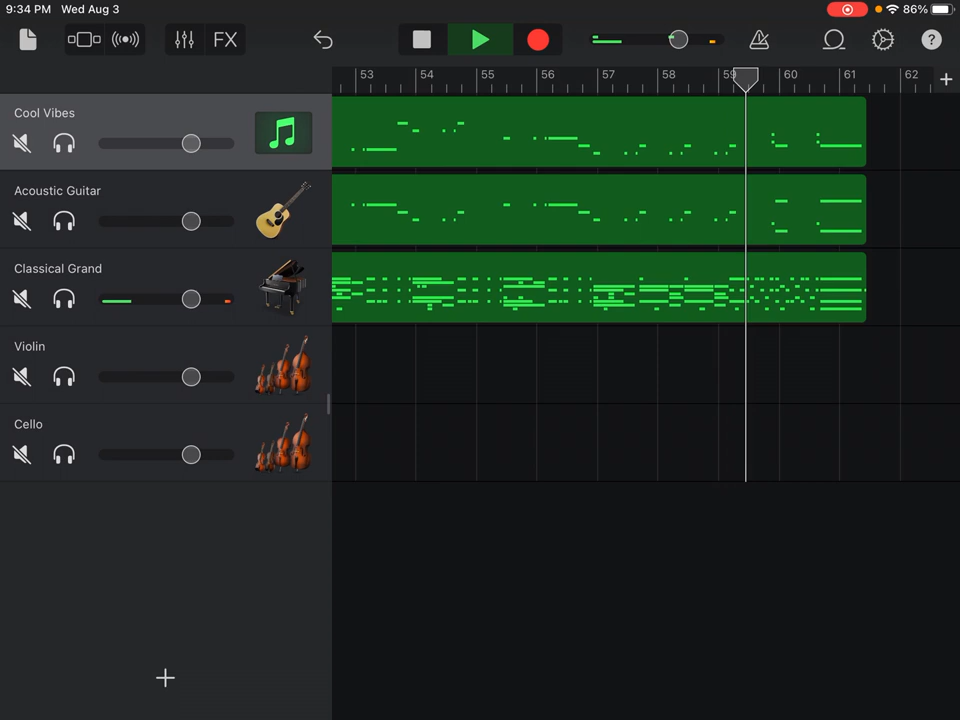 9:34 PM Wed Aug 3 86%
FX ?
53 54 55 56 57 58 59 60 61 62
Cool Vibes
Acoustic Guitar
Classical Grand
Violin
Cello